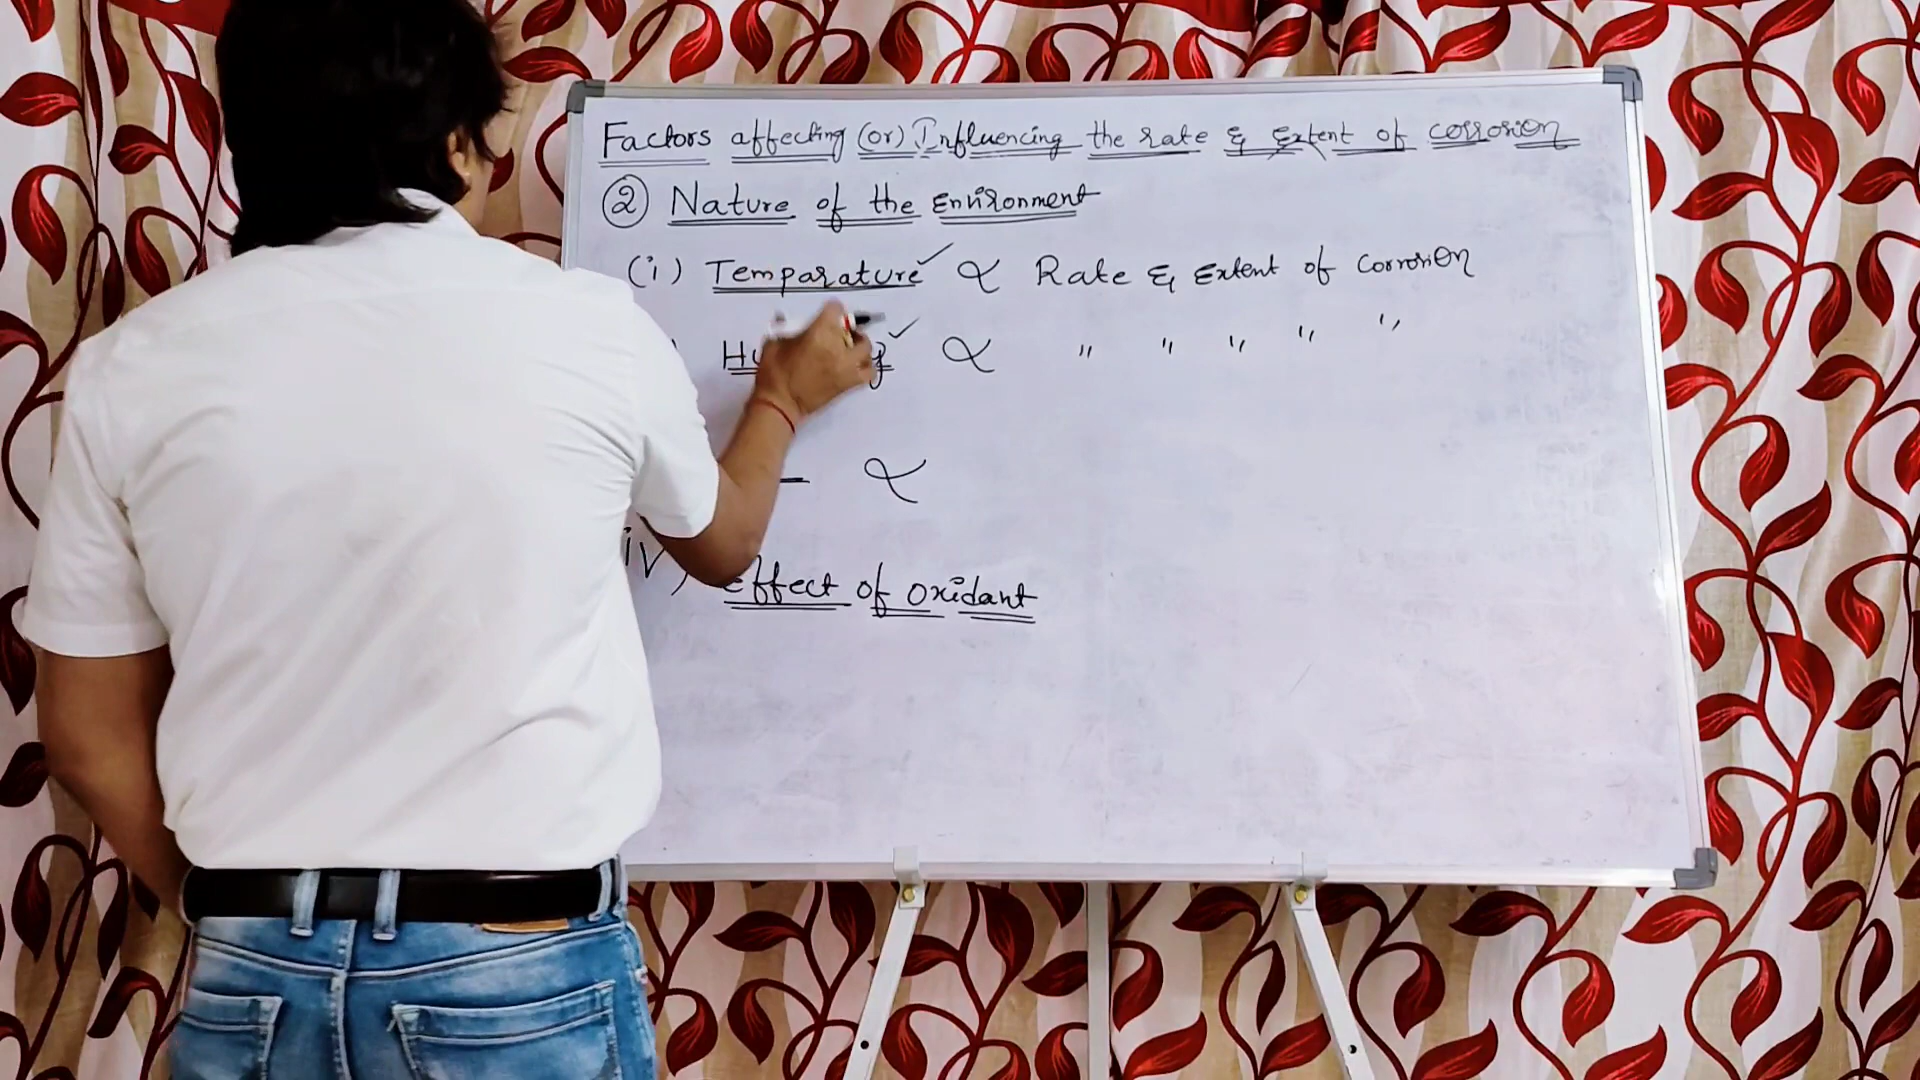 Factors affecting (or) Influencing the rate & Extent of corrosion
② Nature of the Environment
(i) Temparature ✓ ∝ Rate & Extent of Corrosion
✓ ∝ " " " " "
∝
iv) Effect of Oxidant